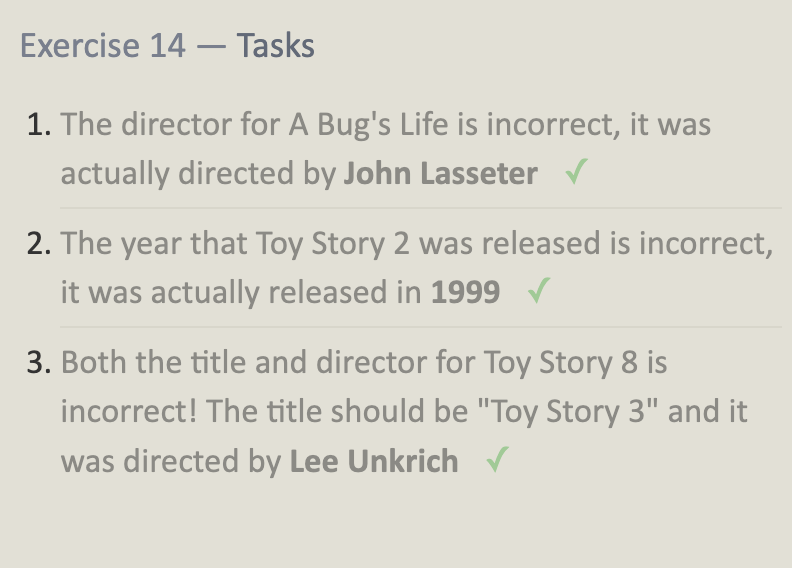 Exercise 14 — Tasks
1. The director for A Bug's Life is incorrect, it was
actually directed by John Lasseter ✓
2. The year that Toy Story 2 was released is incorrect,
it was actually released in 1999 ✓
3. Both the title and director for Toy Story 8 is
incorrect! The title should be "Toy Story 3" and it
was directed by Lee Unkrich ✓